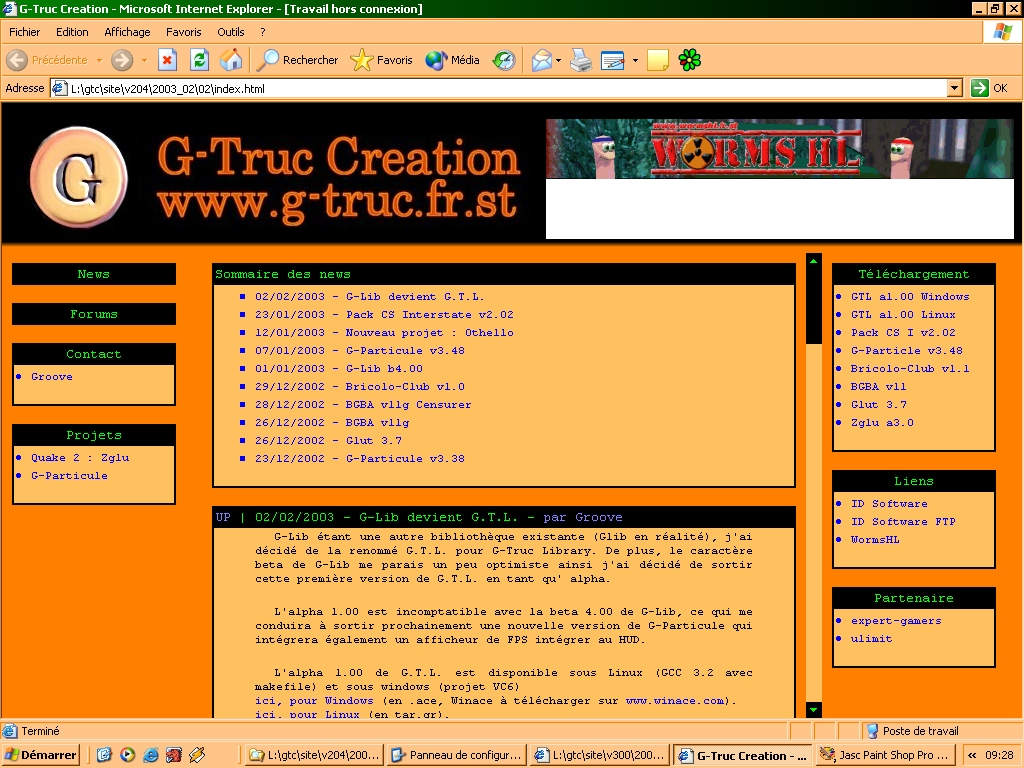 G-Truc Creation - Microsoft Internet Explorer - [Travail hors connexion]
Fichier Edition Affichage Favoris Outils ?
Précédente Rechercher Favoris Média
Adresse L:\gtc\site\v204\2003_02\02\index.html OK
G G-Truc Creation
www.g-truc.fr.st
www.wormshl.fr.st
WORMS HL
News
Forums
Contact
Groove
Projets
Quake 2 : Zglu
G-Particule
Sommaire des news
02/02/2003 - G-Lib devient G.T.L.
23/01/2003 - Pack CS Interstate v2.02
12/01/2003 - Nouveau projet : Othello
07/01/2003 - G-Particule v3.48
01/01/2003 - G-Lib b4.00
29/12/2002 - Bricolo-Club v1.0
28/12/2002 - BGBA v11g Censurer
26/12/2002 - BGBA v11g
26/12/2002 - Glut 3.7
23/12/2002 - G-Particule v3.38
UP | 02/02/2003 - G-Lib devient G.T.L. - par Groove
G-Lib étant une autre bibliothèque existante (Glib en réalité), j'ai
décidé de la renommé G.T.L. pour G-Truc Library. De plus, le caractère
beta de G-Lib me parais un peu optimiste ainsi j'ai décidé de sortir
cette première version de G.T.L. en tant qu' alpha.
L'alpha 1.00 est incomptatible avec la beta 4.00 de G-Lib, ce qui me
conduira à sortir prochainement une nouvelle version de G-Particule qui
intégrera également un afficheur de FPS intégrer au HUD.
L'alpha 1.00 de G.T.L. est disponible sous Linux (GCC 3.2 avec
makefile) et sous windows (projet VC6)
ici, pour Windows (en .ace, Winace à télécharger sur www.winace.com).
ici, pour Linux (en tar.gr).
Téléchargement
GTL a1.00 Windows
GTL a1.00 Linux
Pack CS I v2.02
G-Particle v3.48
Bricolo-Club v1.1
BGBA v11
Glut 3.7
Zglu a3.0
Liens
ID Software
ID Software FTP
WormsHL
Partenaire
expert-gamers
ulimit
Terminé Poste de travail
Démarrer L:\gtc\site\v204\200... Panneau de configur... L:\gtc\site\v300\200... G-Truc Creation - ... Jasc Paint Shop Pro ... « 09:28